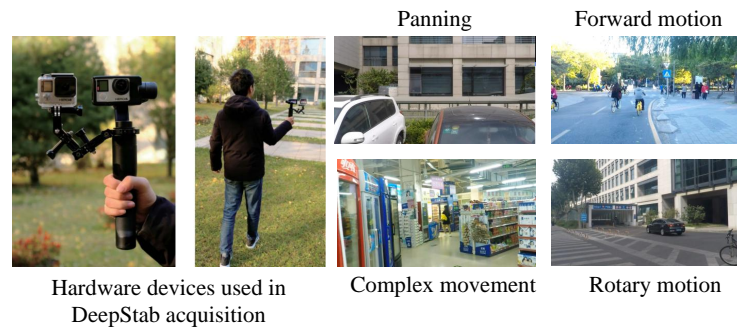 Panning
Forward motion
Hardware devices used in
DeepStab acquisition
Complex movement
Rotary motion